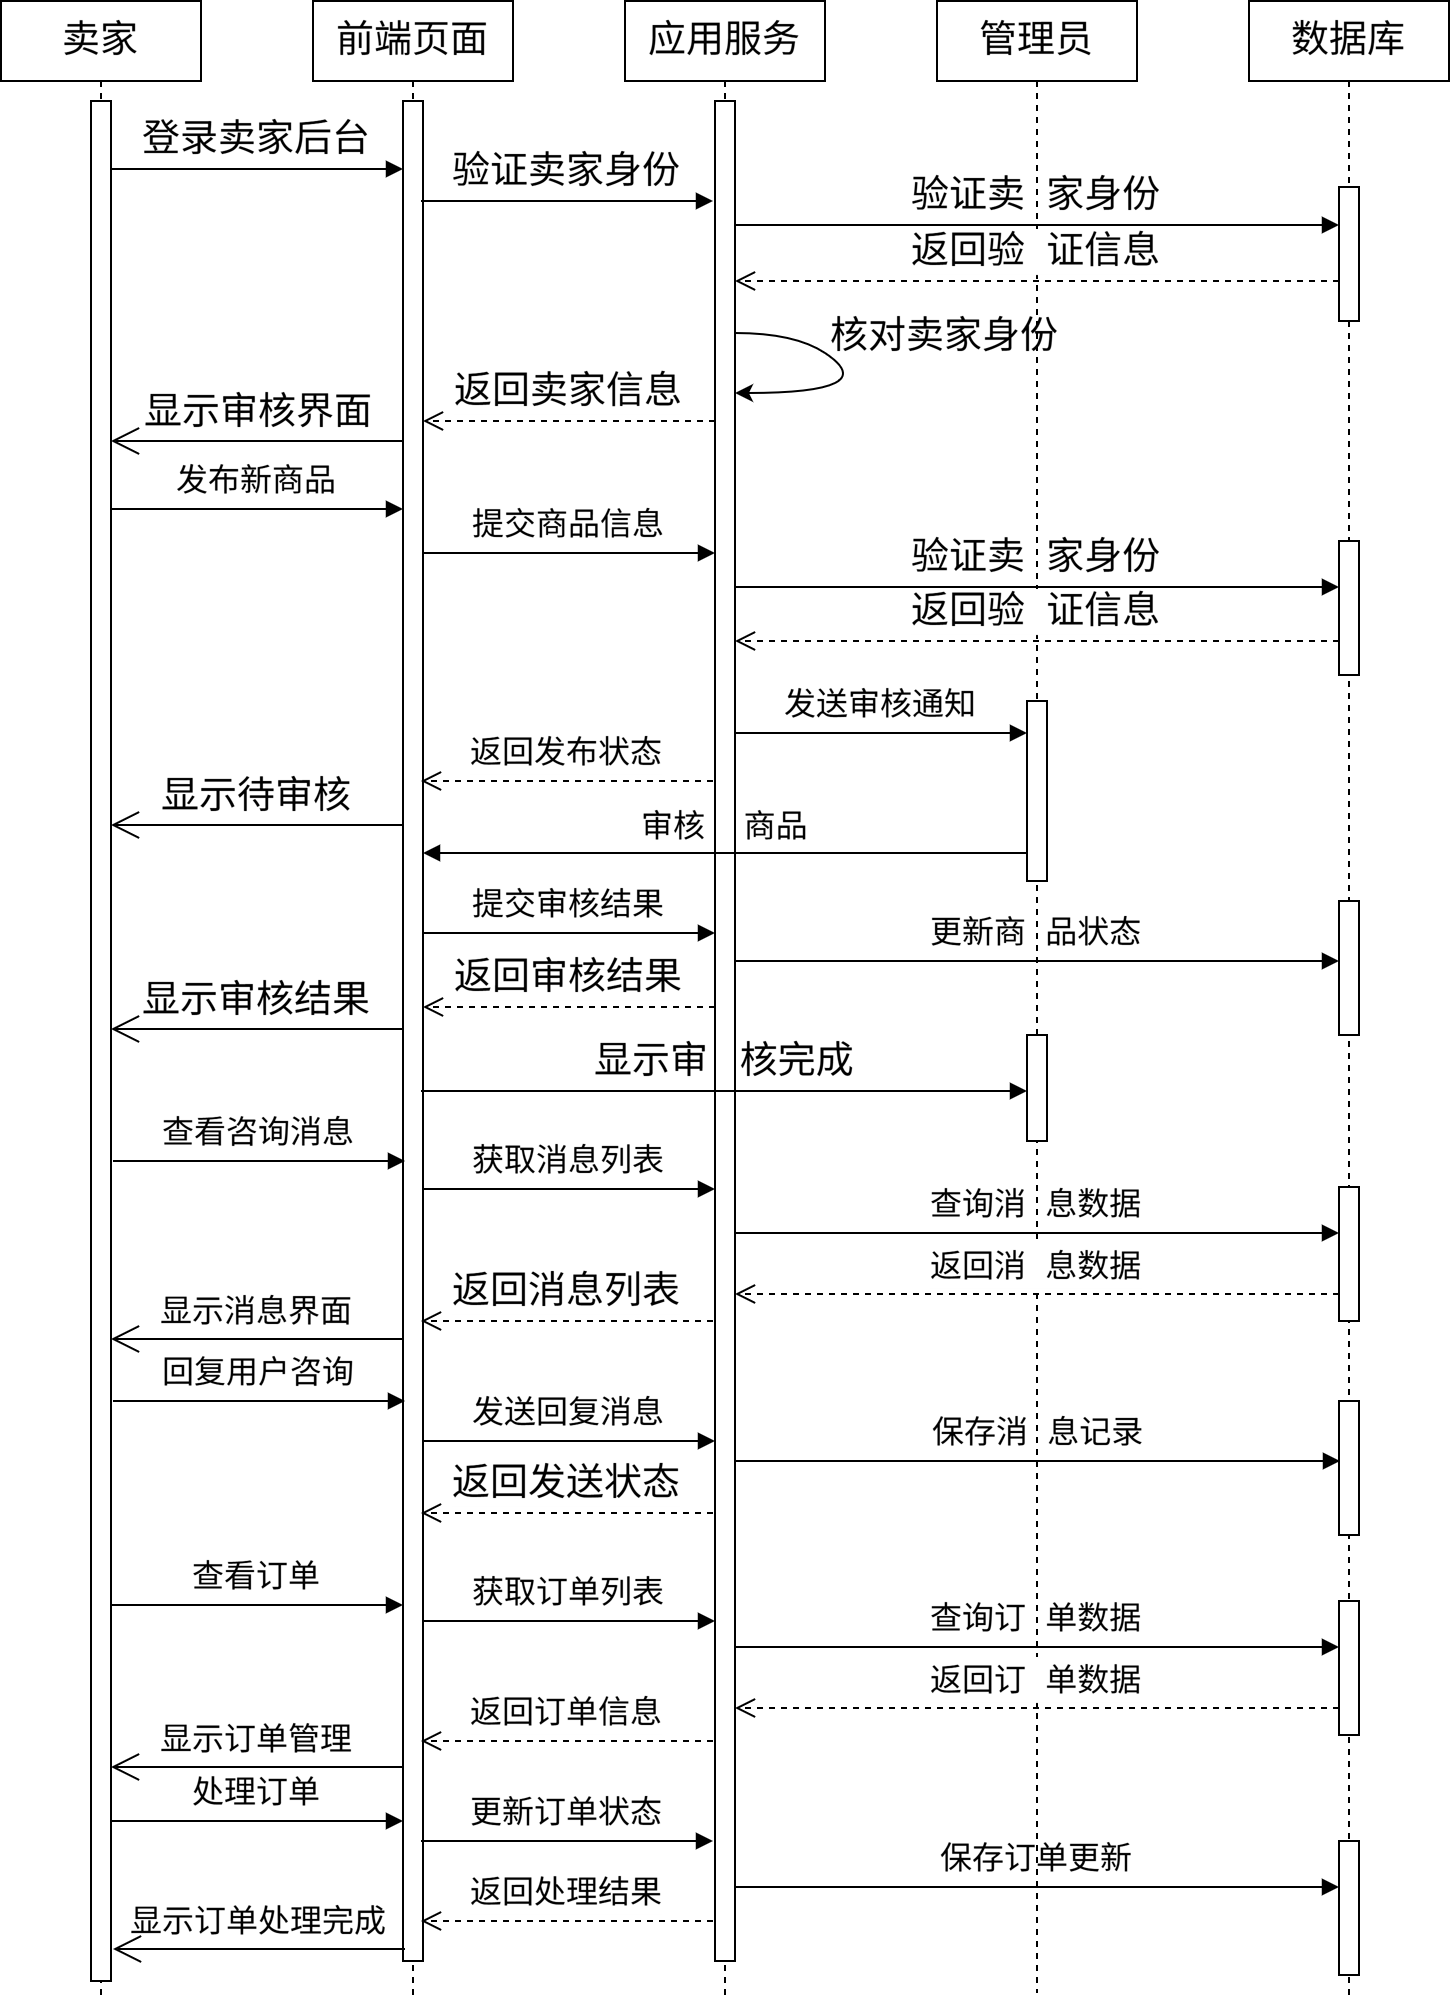 卖家
前端页面
应用服务
管理员
数据库
登录卖家后台
验证卖家身份
验证卖 家身份
返回验 证信息
核对卖家身份
返回卖家信息
显示审核界面
发布新商品
提交商品信息
验证卖 家身份
返回验 证信息
发送审核通知
返回发布状态
显示待审核
审核 商品
提交审核结果
更新商 品状态
返回审核结果
显示审核结果
显示审 核完成
查看咨询消息
获取消息列表
查询消 息数据
返回消 息数据
返回消息列表
显示消息界面
回复用户咨询
发送回复消息
保存消 息记录
返回发送状态
查看订单
获取订单列表
查询订 单数据
返回订 单数据
返回订单信息
显示订单管理
处理订单
更新订单状态
保存订单更新
返回处理结果
显示订单处理完成